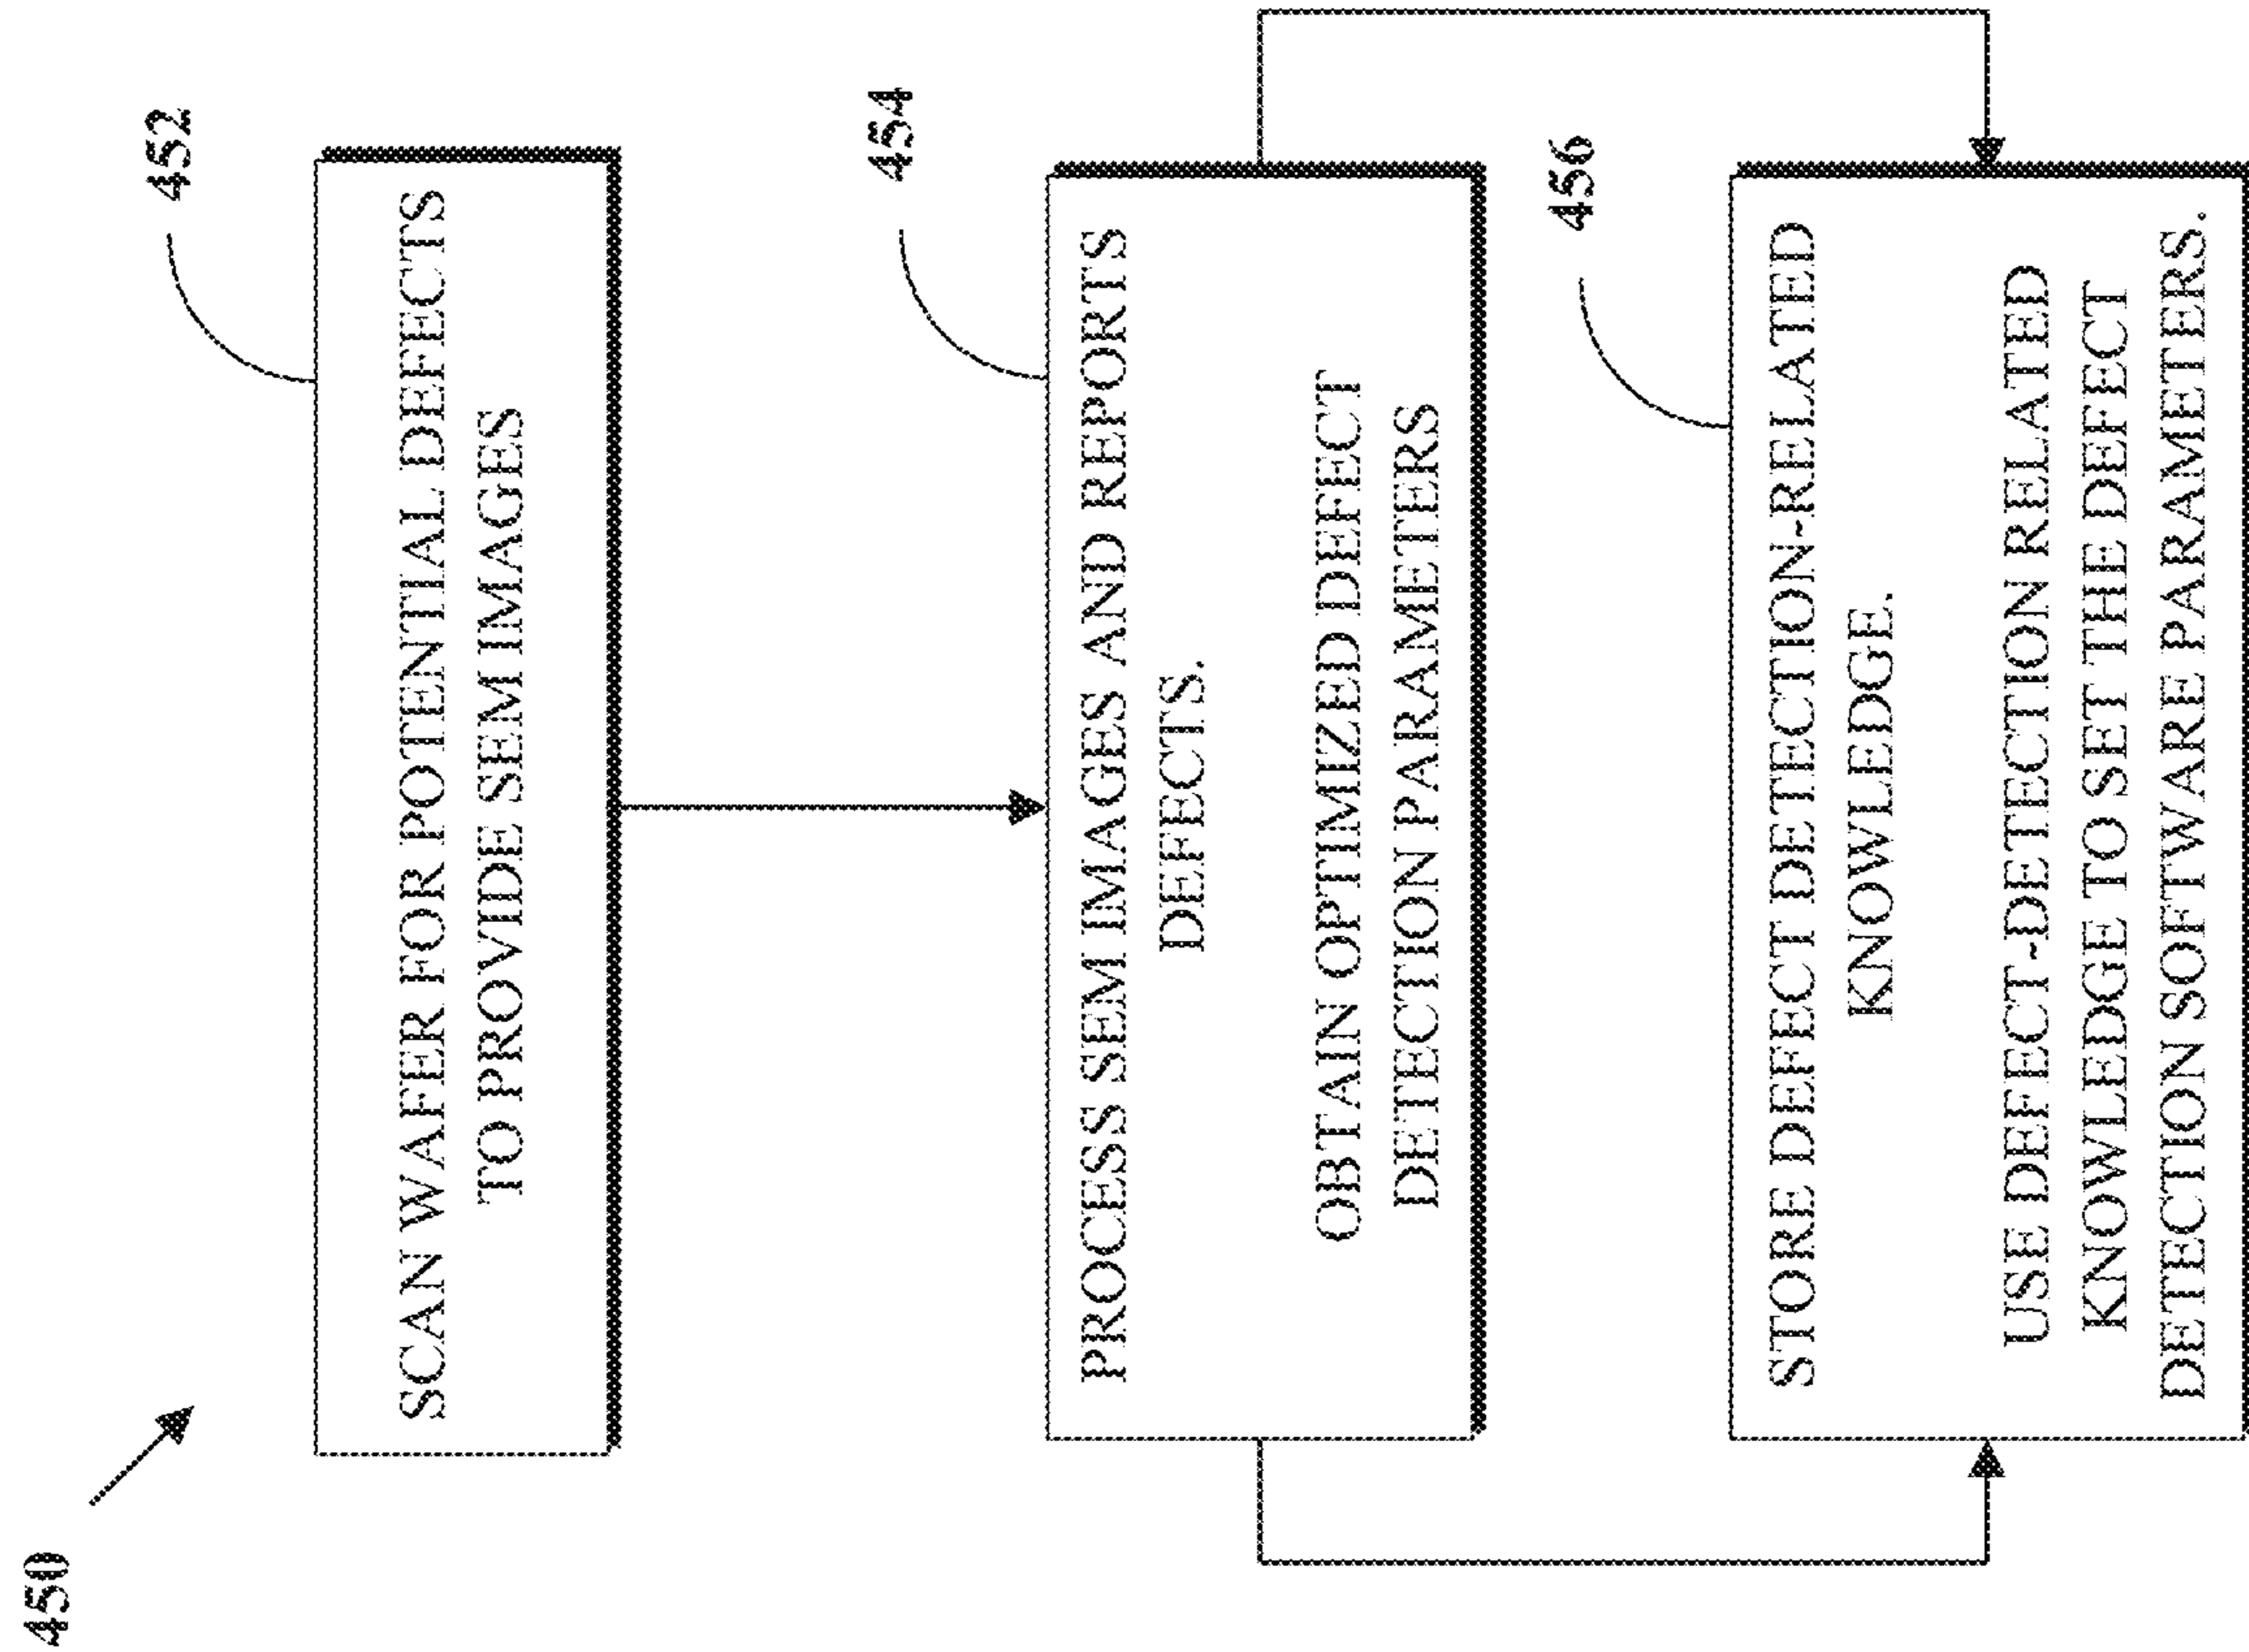 450
452
SCAN WAFER FOR POTENTIAL DEFECTS
TO PROVIDE SEM IMAGES
454
PROCESS SEM IMAGES AND REPORTS
DEFECTS.
OBTAIN OPTIMIZED DEFECT
DETECTION PARAMETERS
456
STORE DEFECT DETECTION-RELATED
KNOWLEDGE.
USE DEFECT-DETECTION RELATED
KNOWLEDGE TO SET THE DEFECT
DETECTION SOFTWARE PARAMETERS.